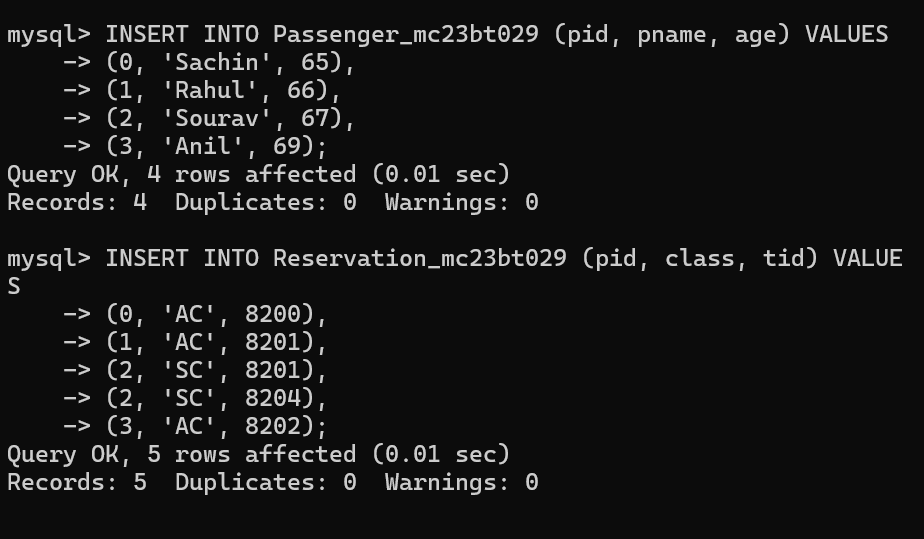 mysql> INSERT INTO Passenger_mc23bt029 (pid, pname, age) VALUES
    -> (0, 'Sachin', 65),
    -> (1, 'Rahul', 66),
    -> (2, 'Sourav', 67),
    -> (3, 'Anil', 69);
Query OK, 4 rows affected (0.01 sec)
Records: 4  Duplicates: 0  Warnings: 0

mysql> INSERT INTO Reservation_mc23bt029 (pid, class, tid) VALUE
S
    -> (0, 'AC', 8200),
    -> (1, 'AC', 8201),
    -> (2, 'SC', 8201),
    -> (2, 'SC', 8204),
    -> (3, 'AC', 8202);
Query OK, 5 rows affected (0.01 sec)
Records: 5  Duplicates: 0  Warnings: 0